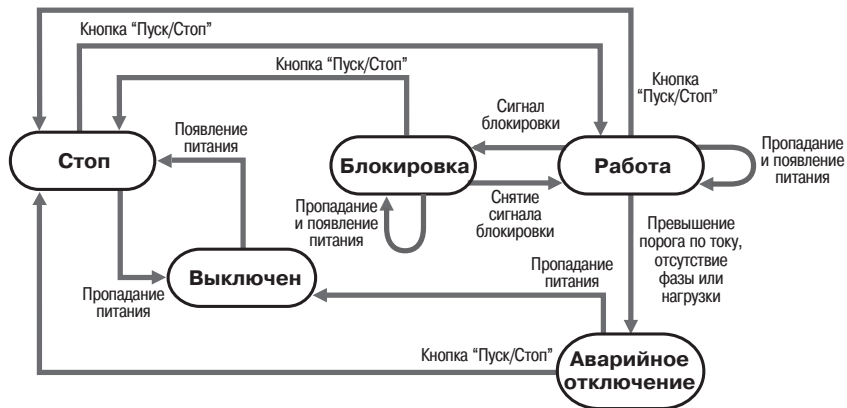 Кнопка “Пуск/Стоп”
Кнопка “Пуск/Стоп”
Кнопка
“Пуск/Стоп”
Сигнал
блокировки
Появление
питания
Стоп
Блокировка
Работа
Пропадание
и появление
питания
Пропадание
и появление
питания
Снятие
сигнала
блокировки
Превышение
порога по току,
отсутствие
фазы или
нагрузки
Выключен
Пропадание
питания
Пропадание
питания
Кнопка “Пуск/Стоп”
Аварийное
отключение